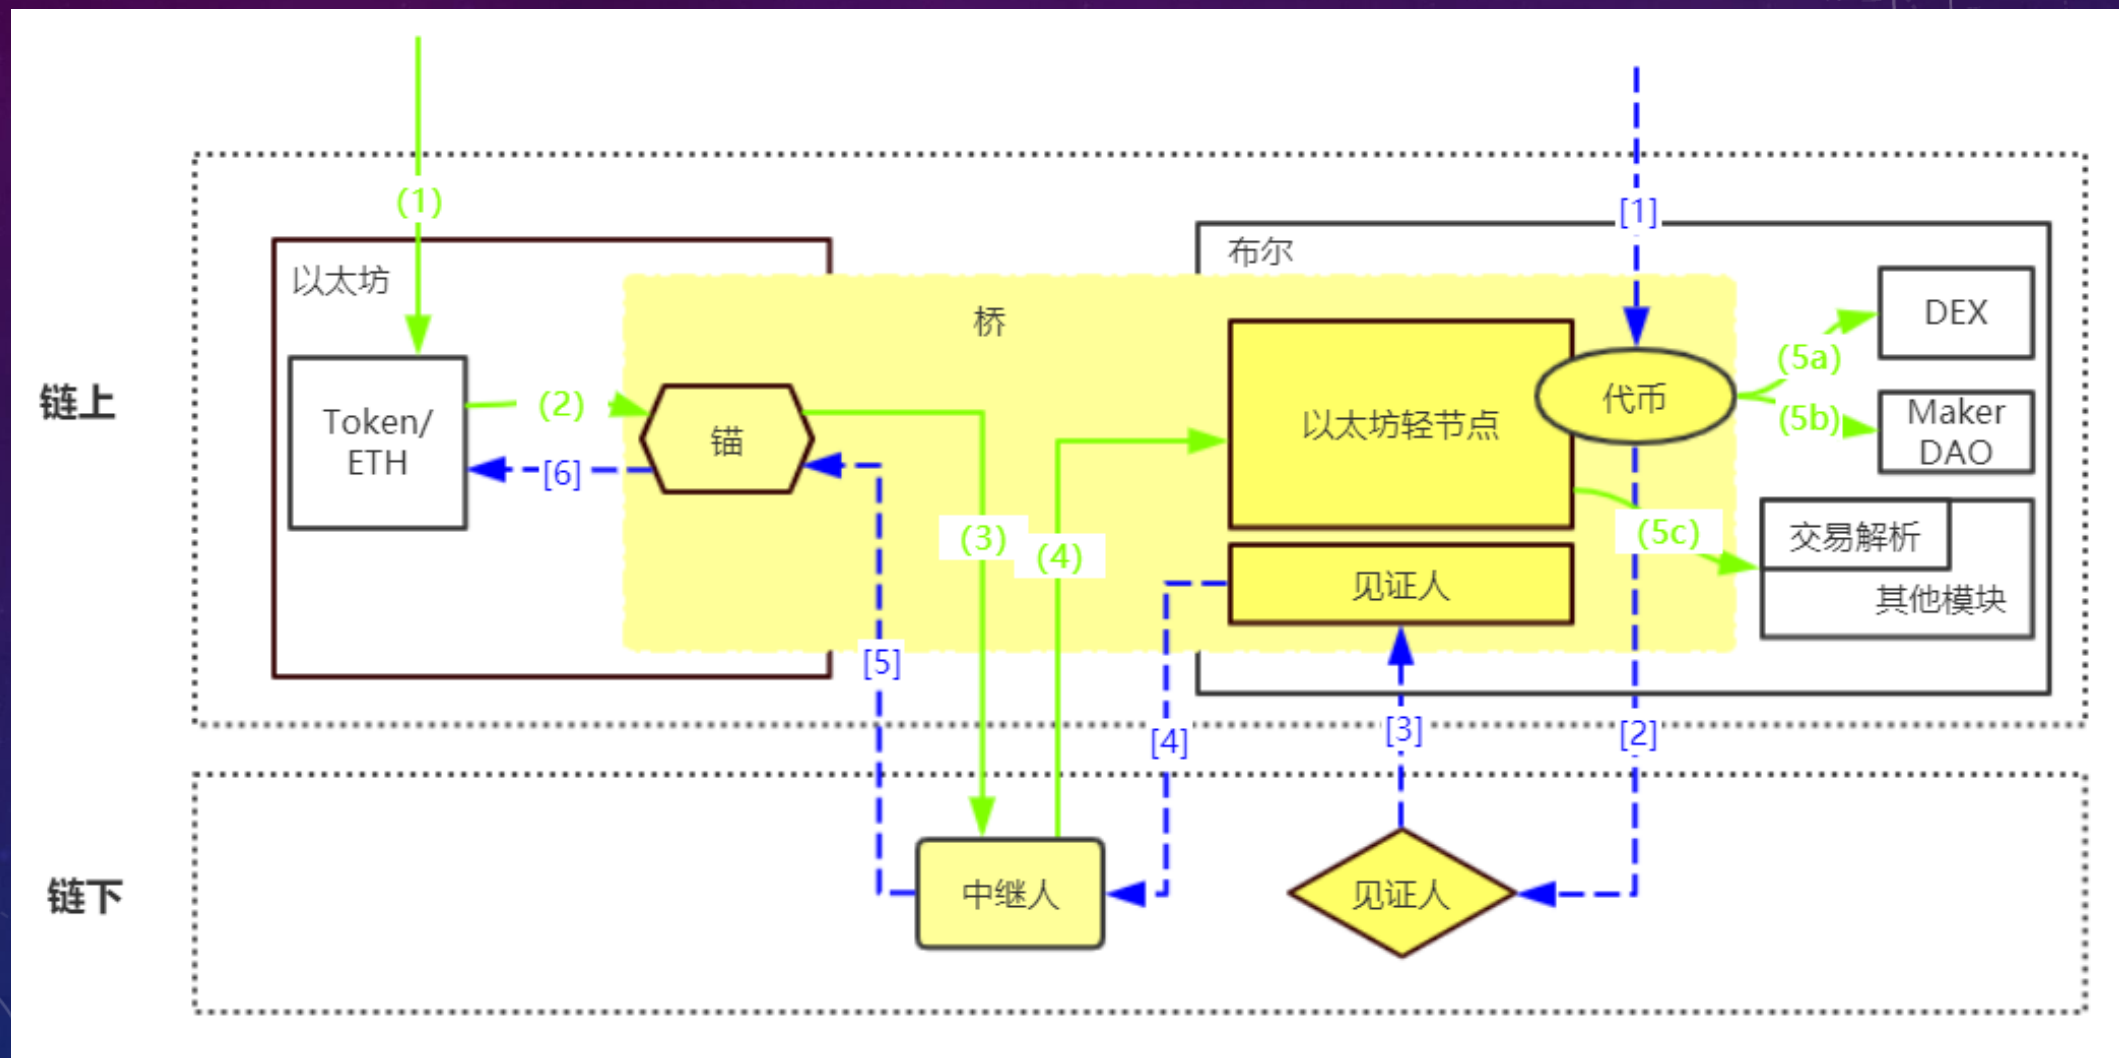 (1)
[1]
布尔
以太坊
桥
DEX
(5a)
链上
Token/
ETH
(2)
锚
以太坊轻节点
代币
(5b)
Maker
DAO
[6]
(3)
(4)
(5c)
交易解析
见证人
其他模块
[5]
[4]
[3]
[2]
链下
中继人
见证人